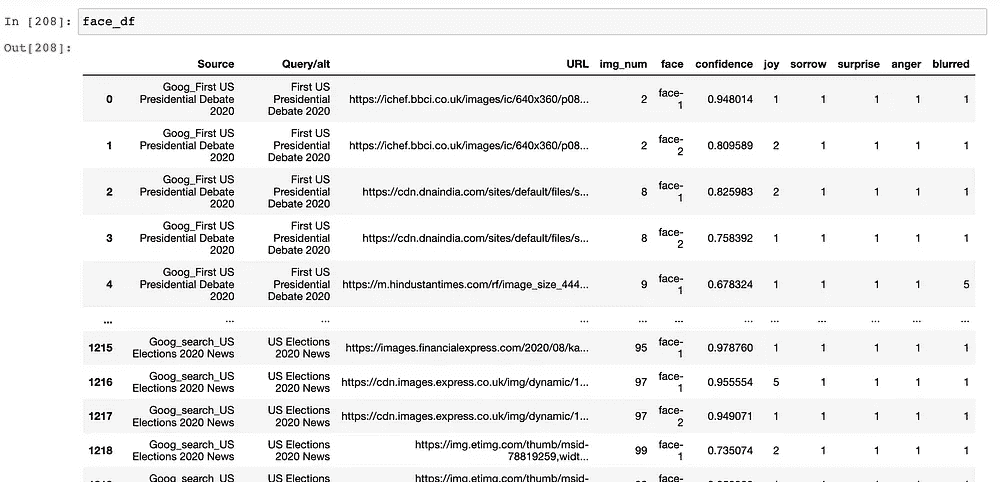 In [208]: face_df
Out[208]:
Source Query/alt URL img_num face confidence joy sorrow surprise anger blurred
0 Goog_First US Presidential Debate 2020 First US Presidential Debate 2020 https://ichef.bbci.co.uk/images/ic/640x360/p08... 2 face-1 0.948014 1 1 1 1 1
1 Goog_First US Presidential Debate 2020 First US Presidential Debate 2020 https://ichef.bbci.co.uk/images/ic/640x360/p08... 2 face-2 0.809589 2 1 1 1 1
2 Goog_First US Presidential Debate 2020 First US Presidential Debate 2020 https://cdn.dnaindia.com/sites/default/files/s... 8 face-1 0.825983 2 1 1 1 1
3 Goog_First US Presidential Debate 2020 First US Presidential Debate 2020 https://cdn.dnaindia.com/sites/default/files/s... 8 face-2 0.758392 1 1 1 1 1
4 Goog_First US Presidential Debate 2020 First US Presidential Debate 2020 https://m.hindustantimes.com/rf/image_size_444... 9 face-1 0.678324 1 1 1 1 5
... ... ... ... ... ... ... ... ... ... ... ...
1215 Goog_search_US Elections 2020 News US Elections 2020 News https://images.financialexpress.com/2020/08/ka... 95 face-1 0.978760 1 1 1 1 1
1216 Goog_search_US Elections 2020 News US Elections 2020 News https://cdn.images.express.co.uk/img/dynamic/1... 97 face-1 0.955554 5 1 1 1 1
1217 Goog_search_US Elections 2020 News US Elections 2020 News https://cdn.images.express.co.uk/img/dynamic/1... 97 face-2 0.949071 1 1 1 1 1
1218 Goog_search_US Elections 2020 News US Elections 2020 News https://img.etimg.com/thumb/msid-78819259,widt... 99 face-1 0.735074 2 1 1 1 1
Goog_search_US US Elections https://img.etimg.com/thumb/msid- face-